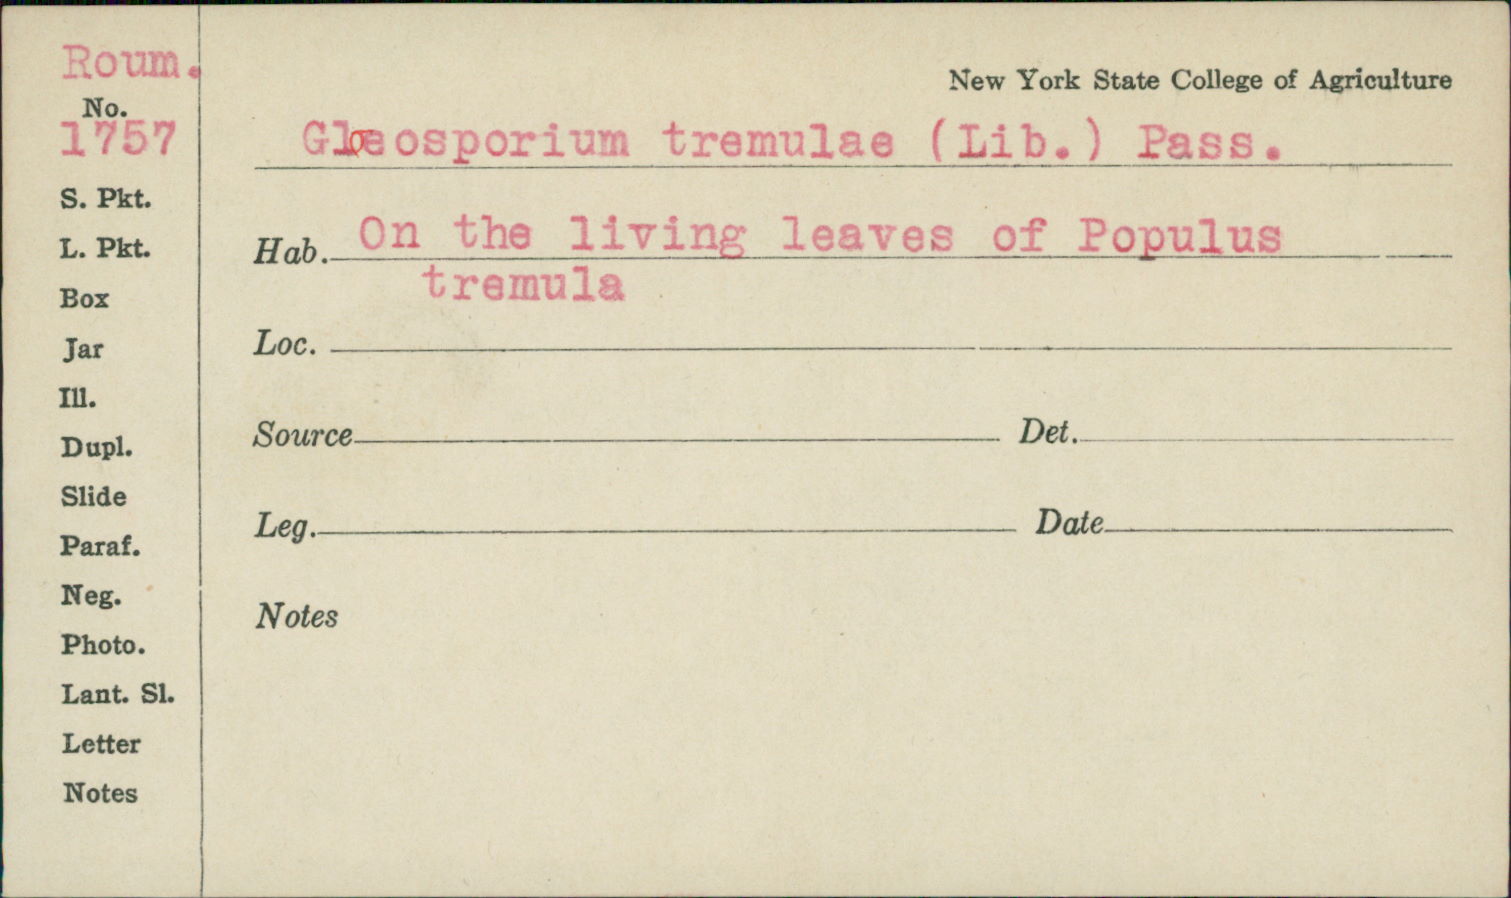 Roum.
New York State College of Agriculture
No.
1757
Gloeosporium tremulae (Lib.) Pass.
S. Pkt.
Hab. On the living leaves of Populus
L. Pkt.
tremula
Box
Loc.
Jar
Ill.
Source Det.
Dupl.
Slide
Leg. Date
Paraf.
Neg.
Notes
Photo.
Lant. Sl.
Letter
Notes